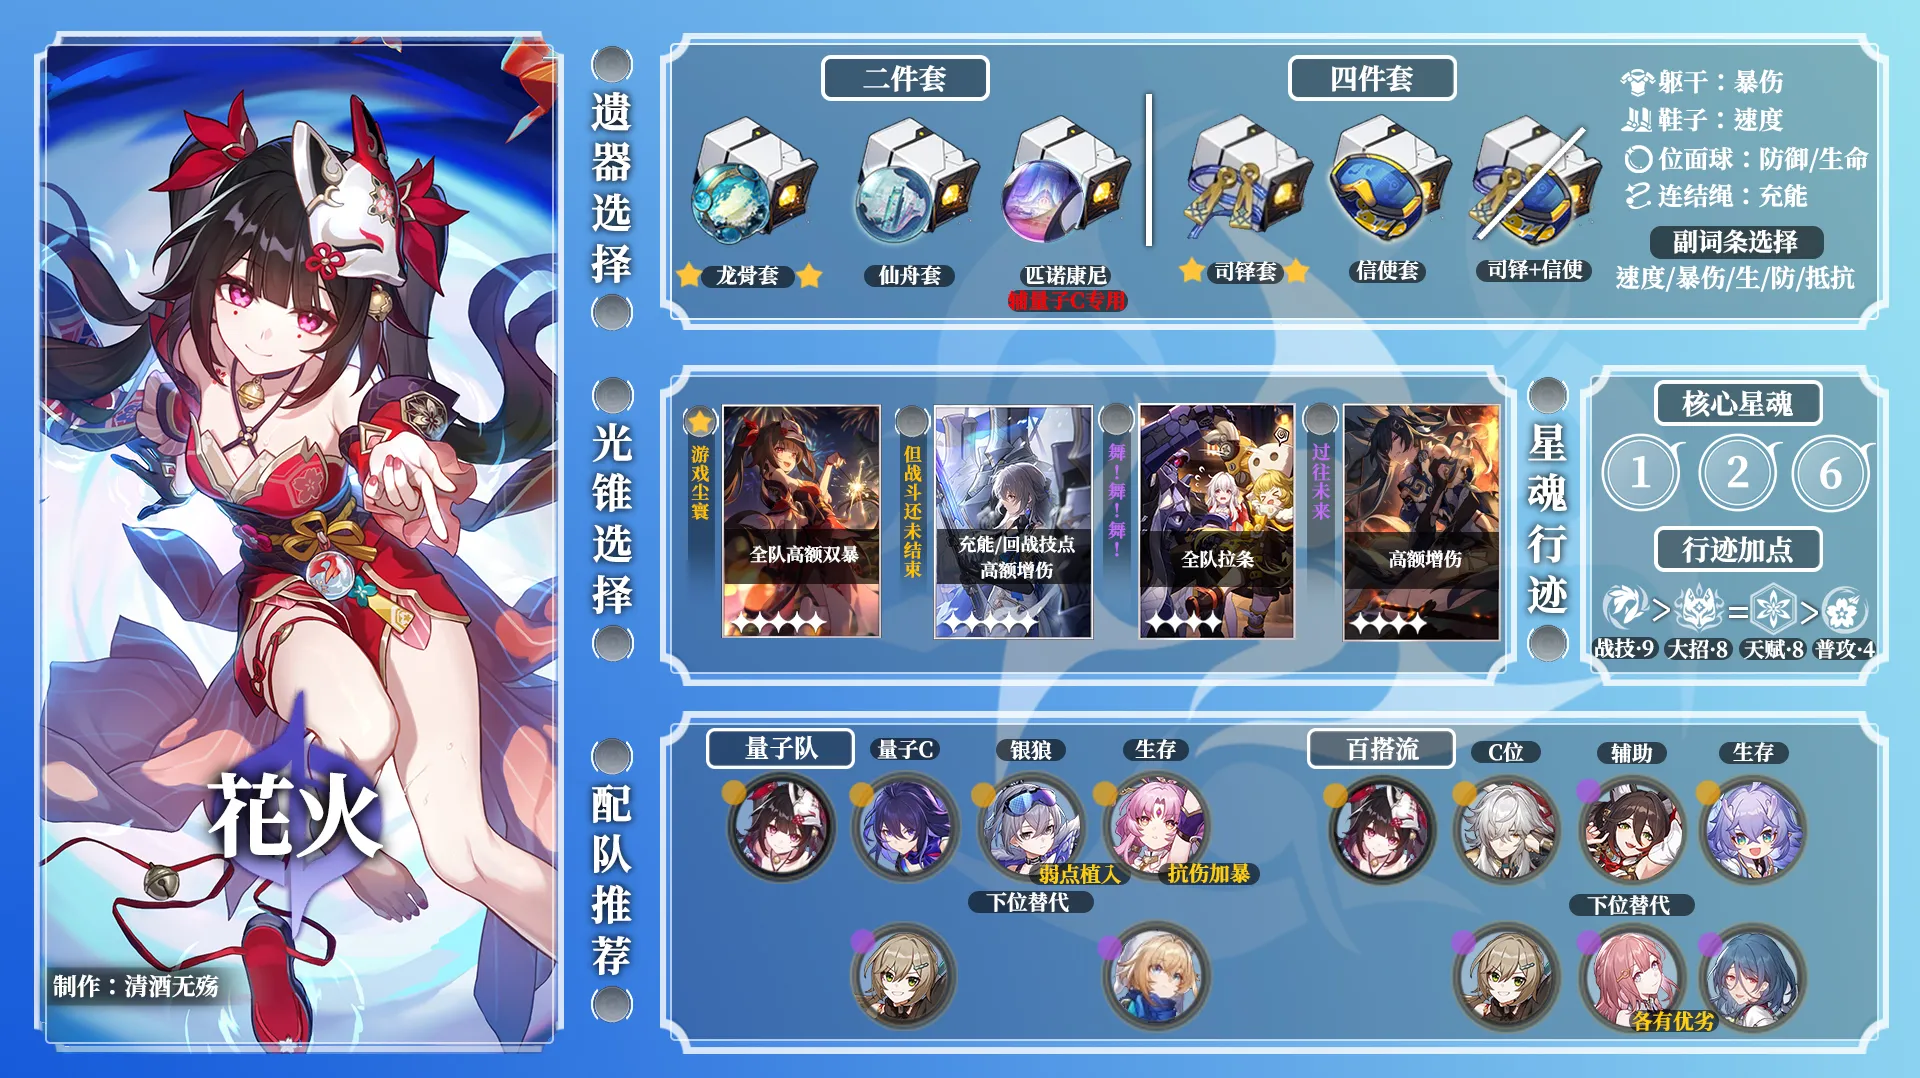 花火
制作：清酒无殇
遗器选择
二件套
龙骨套
仙舟套
匹诺康尼
辅量子C专用
四件套
司铎套
信使套
司铎+信使
躯干：暴伤
鞋子：速度
位面球：防御/生命
连结绳：充能
副词条选择
速度/暴伤/生/防/抵抗
光锥选择
游戏尘寰
全队高额双暴
但战斗还未结束
充能/回战技点
高额增伤
舞！舞！舞！
全队拉条
过往未来
高额增伤
星魂行迹
核心星魂
1 2 6
行迹加点
> = >
战技·9 大招·8 天赋·8 普攻·4
配队推荐
量子队
量子C
银狼
生存
弱点植入
抗伤加暴
下位替代
百搭流
C位
辅助
生存
下位替代
各有优劣